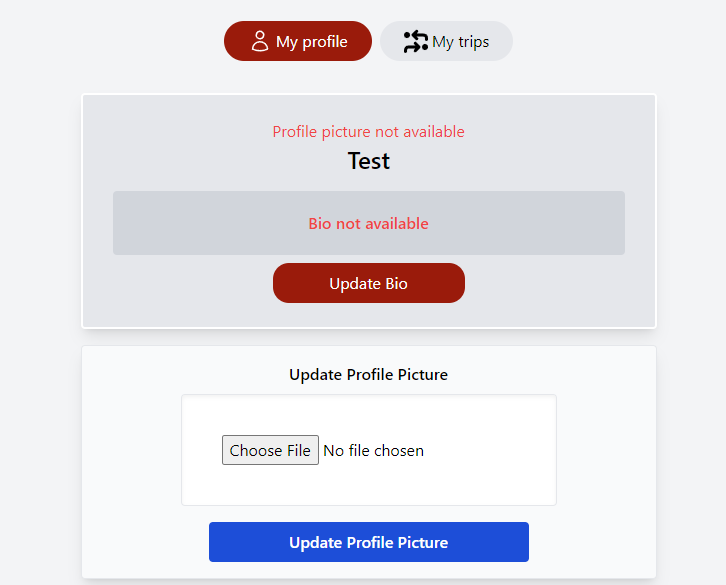 My profile My trips
Profile picture not available
Test
Bio not available
Update Bio
Update Profile Picture
Choose File No file chosen
Update Profile Picture